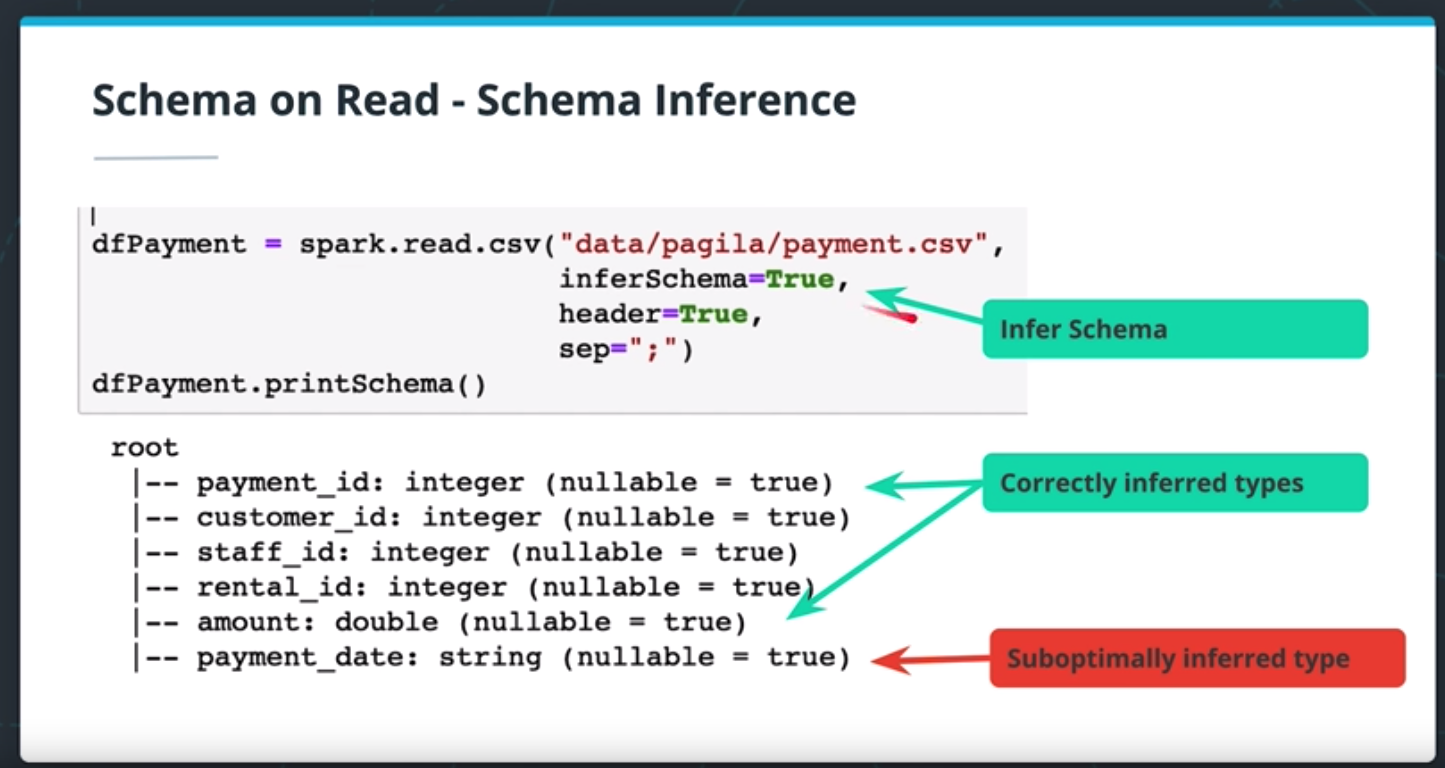 Schema on Read - Schema Inference
dfPayment = spark.read.csv("data/pagila/payment.csv",
inferSchema=True,
header=True,
sep=";")
dfPayment.printSchema()
Infer Schema
root
|-- payment_id: integer (nullable = true)
|-- customer_id: integer (nullable = true)
|-- staff_id: integer (nullable = true)
|-- rental_id: integer (nullable = true)
|-- amount: double (nullable = true)
|-- payment_date: string (nullable = true)
Correctly inferred types
Suboptimally inferred type